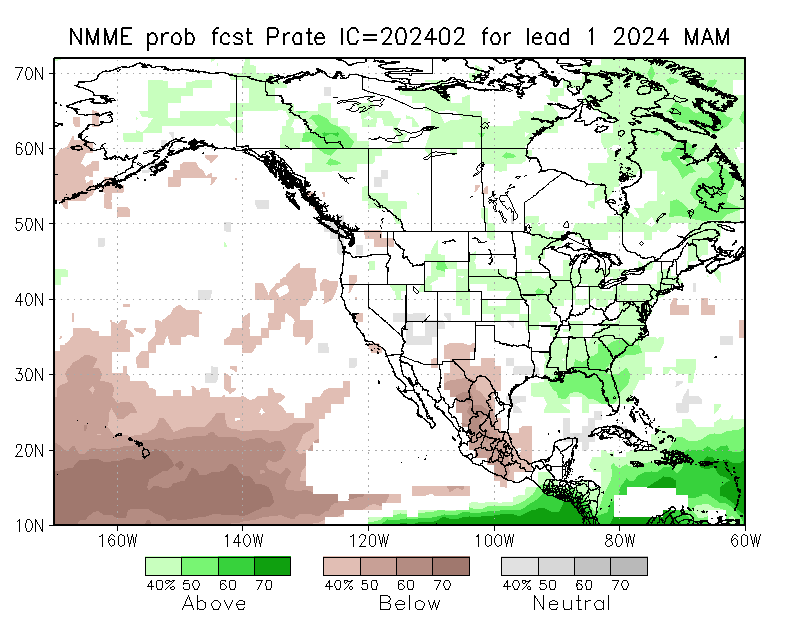 NMME prob fcst Prate IC=202402 for lead 1 2024 MAM
70N
60N
50N
40N
30N
20N
10N
160W 140W 120W 100W 80W 60W
40% 50 60 70 40% 50 60 70 40% 50 60 70
Above Below Neutral